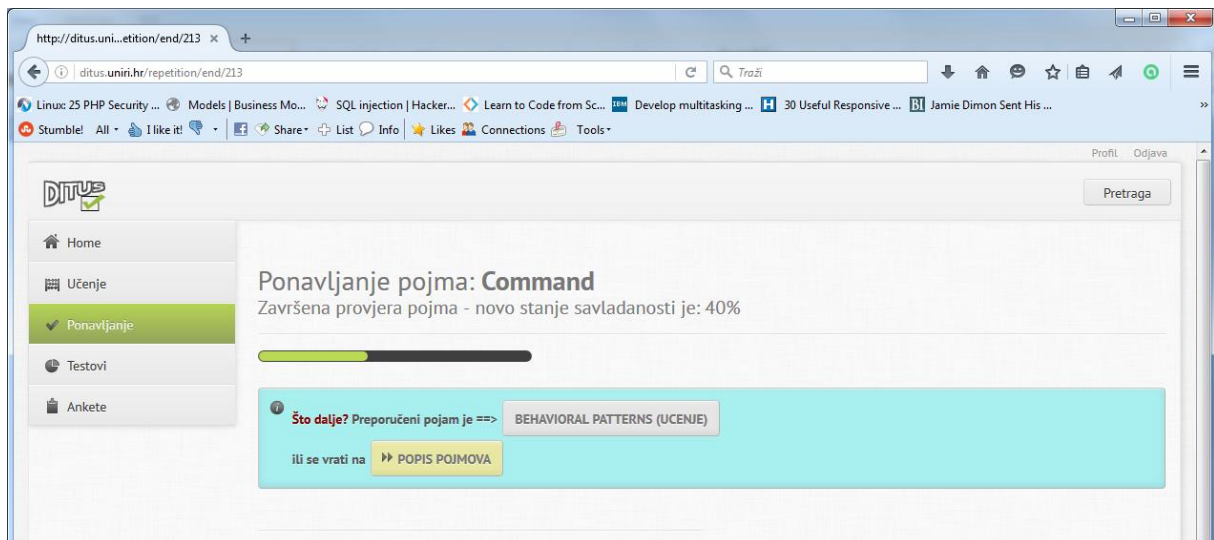 http://ditus.uni...etition/end/213
ditus.uniri.hr/repetition/end/213
Traži
Linux: 25 PHP Security ... Models | Business Mo... SQL injection | Hacker... Learn to Code from Sc... IBM Develop multitasking ... H 30 Useful Responsive ... BI Jamie Dimon Sent His ... »
Stumble! All I like it! Share List Info Likes Connections Tools
Profil Odjava
DITUS
Pretraga
Home
Učenje
Ponavljanje
Testovi
Ankete
Ponavljanje pojma: Command
Završena provjera pojma - novo stanje savladanosti je: 40%
Što dalje? Preporučeni pojam je ==> BEHAVIORAL PATTERNS (UCENJE)
ili se vrati na POPIS POJMOVA